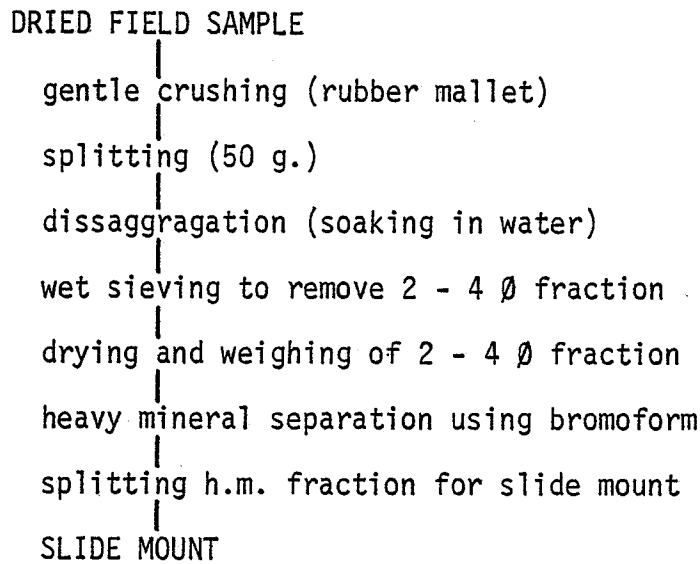 DRIED FIELD SAMPLE
gentle crushing (rubber mallet)
splitting (50 g.)
dissaggragation (soaking in water)
wet sieving to remove 2 - 4 Ø fraction
drying and weighing of 2 - 4 Ø fraction
heavy mineral separation using bromoform
splitting h.m. fraction for slide mount
SLIDE MOUNT